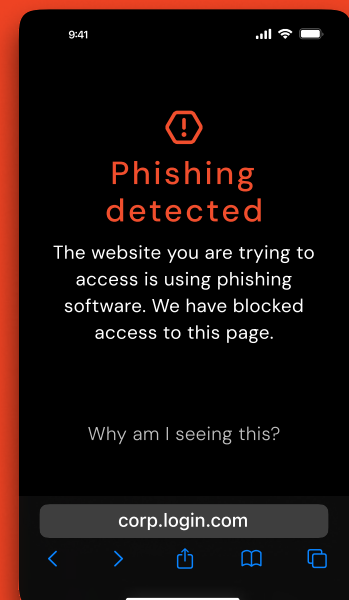 9:41
Phishing
detected
The website you are trying to
access is using phishing
software. We have blocked
access to this page.
Why am I seeing this?
corp.login.com